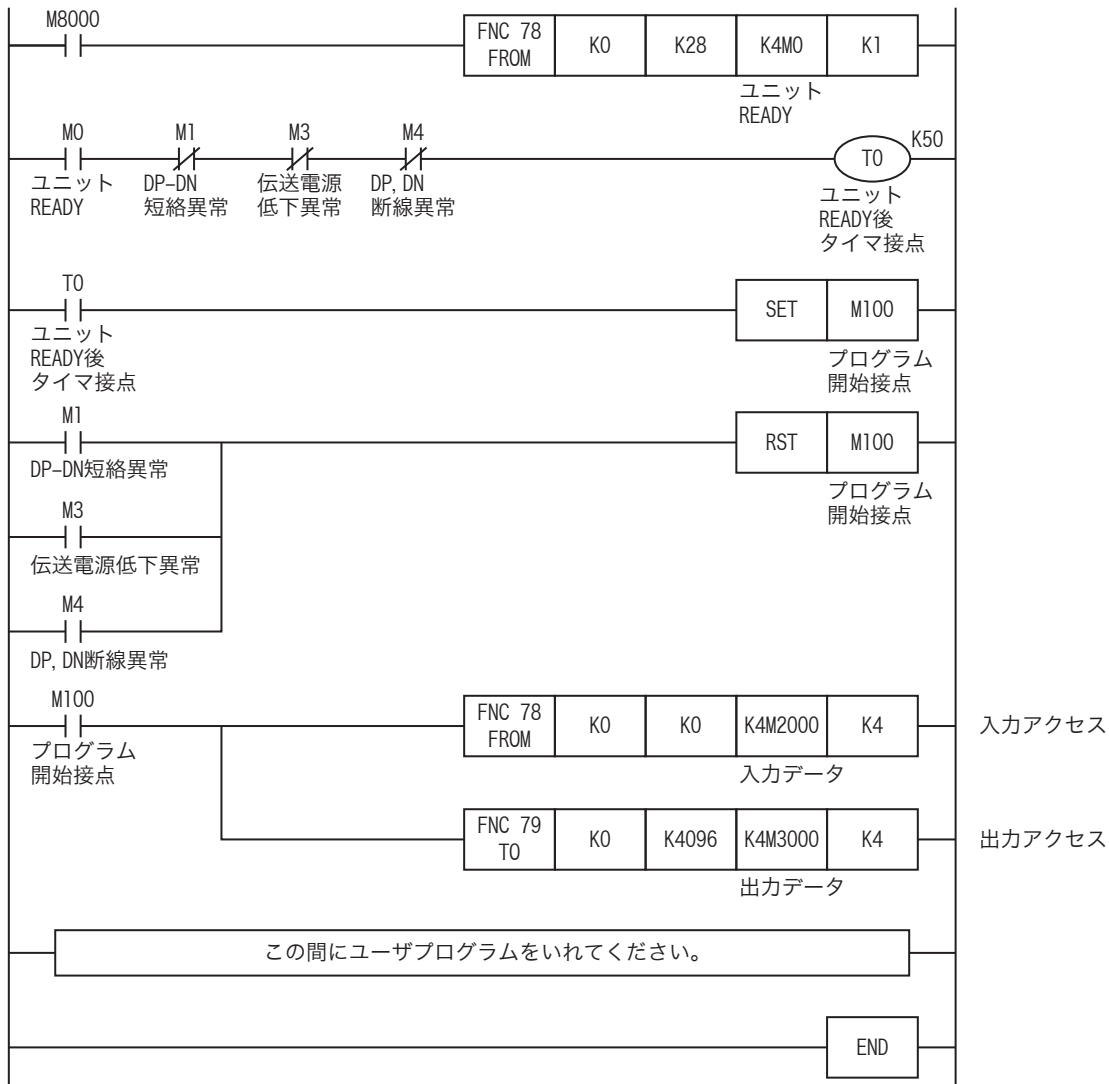 M8000
FNC 78
FROM
K0
K28
K4M0
K1
ユニット
READY
M0
M1
M3
M4
K50
T0
ユニット
READY
DP-DN
短絡異常
伝送電源
低下異常
DP, DN
断線異常
ユニット
READY後
タイマ接点
T0
SET
M100
ユニット
READY後
タイマ接点
プログラム
開始接点
M1
RST
M100
DP-DN短絡異常
プログラム
開始接点
M3
伝送電源低下異常
M4
DP, DN断線異常
M100
FNC 78
FROM
K0
K0
K4M2000
K4
入力アクセス
プログラム
開始接点
入力データ
FNC 79
TO
K0
K4096
K4M3000
K4
出力アクセス
出力データ
この間にユーザプログラムをいれてください。
END